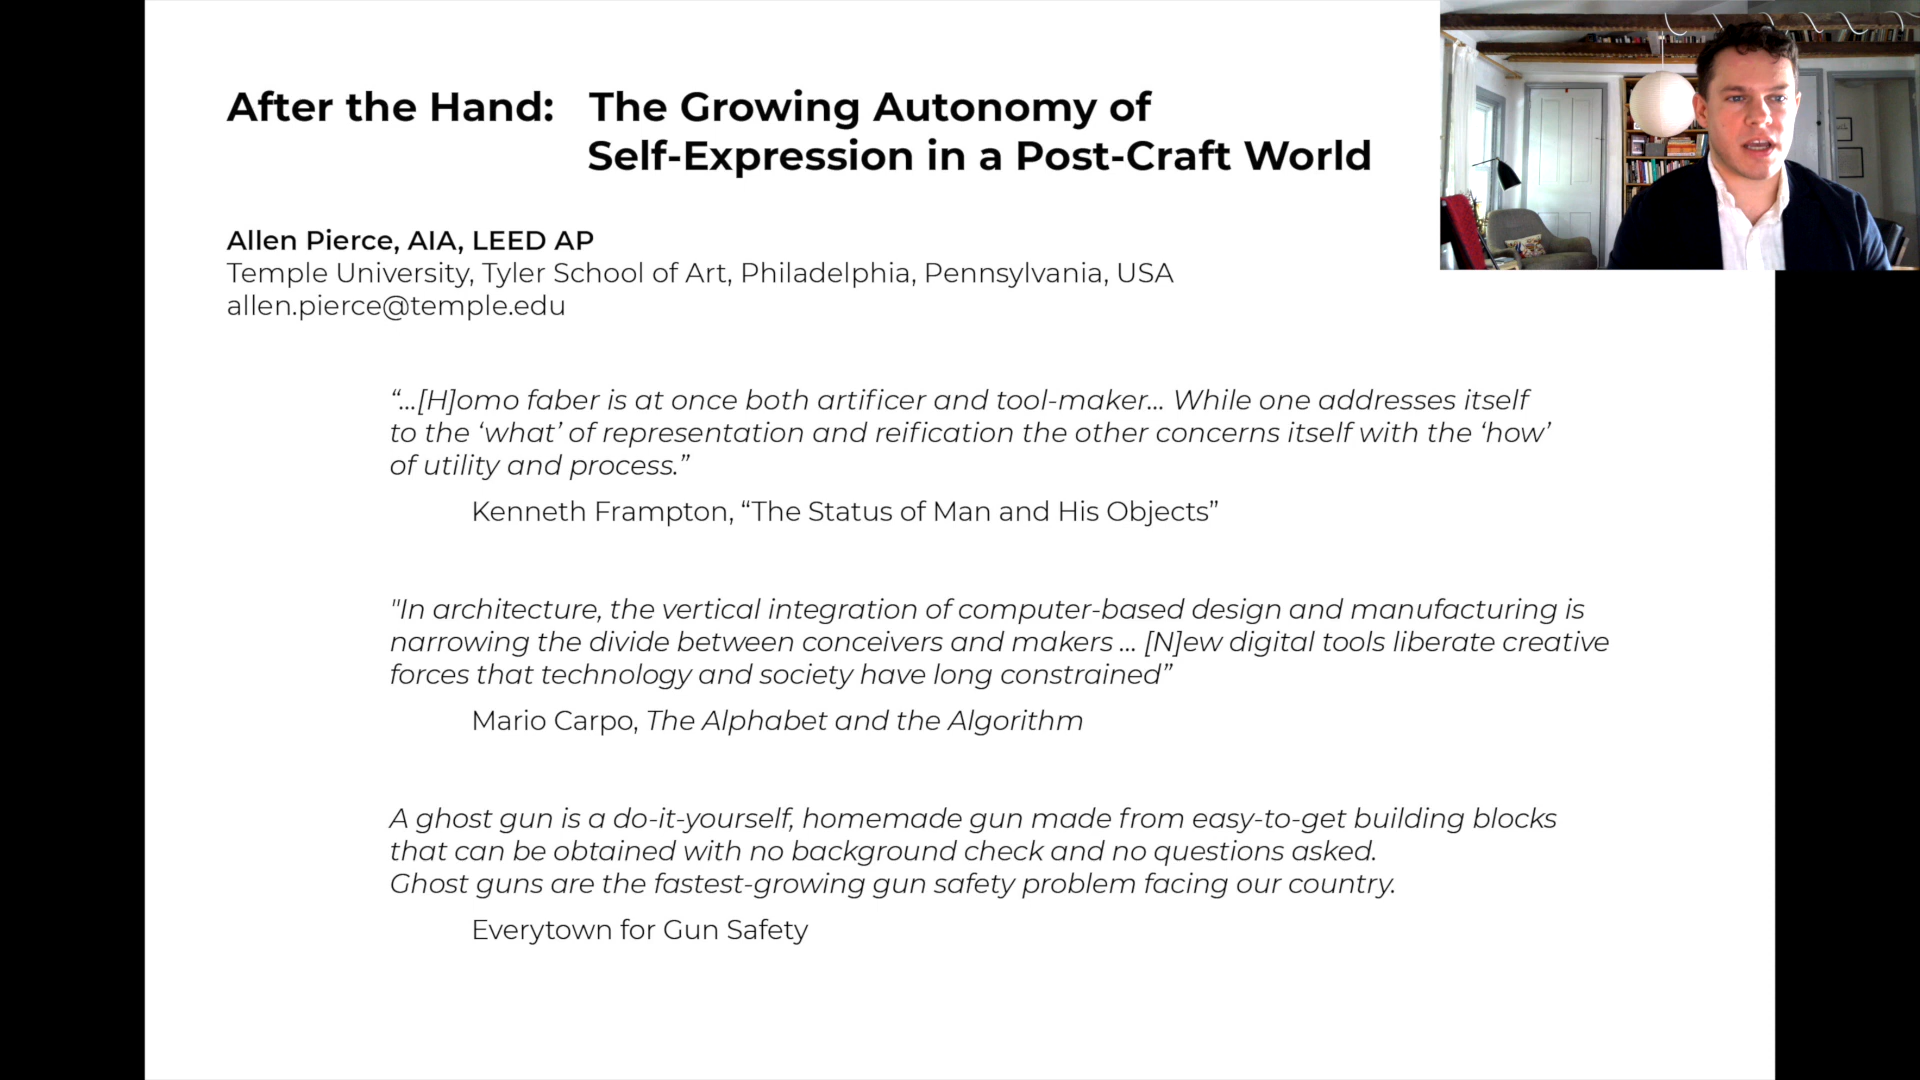 After the Hand: The Growing Autonomy of
Self-Expression in a Post-Craft World
Allen Pierce, AIA, LEED AP
Temple University, Tyler School of Art, Philadelphia, Pennsylvania, USA
allen.pierce@temple.edu
“...[H]omo faber is at once both artificer and tool-maker... While one addresses itself
to the ‘what’ of representation and reification the other concerns itself with the ‘how’
of utility and process.”
Kenneth Frampton, “The Status of Man and His Objects”
"In architecture, the vertical integration of computer-based design and manufacturing is
narrowing the divide between conceivers and makers ... [N]ew digital tools liberate creative
forces that technology and society have long constrained”
Mario Carpo, The Alphabet and the Algorithm
A ghost gun is a do-it-yourself, homemade gun made from easy-to-get building blocks
that can be obtained with no background check and no questions asked.
Ghost guns are the fastest-growing gun safety problem facing our country.
Everytown for Gun Safety